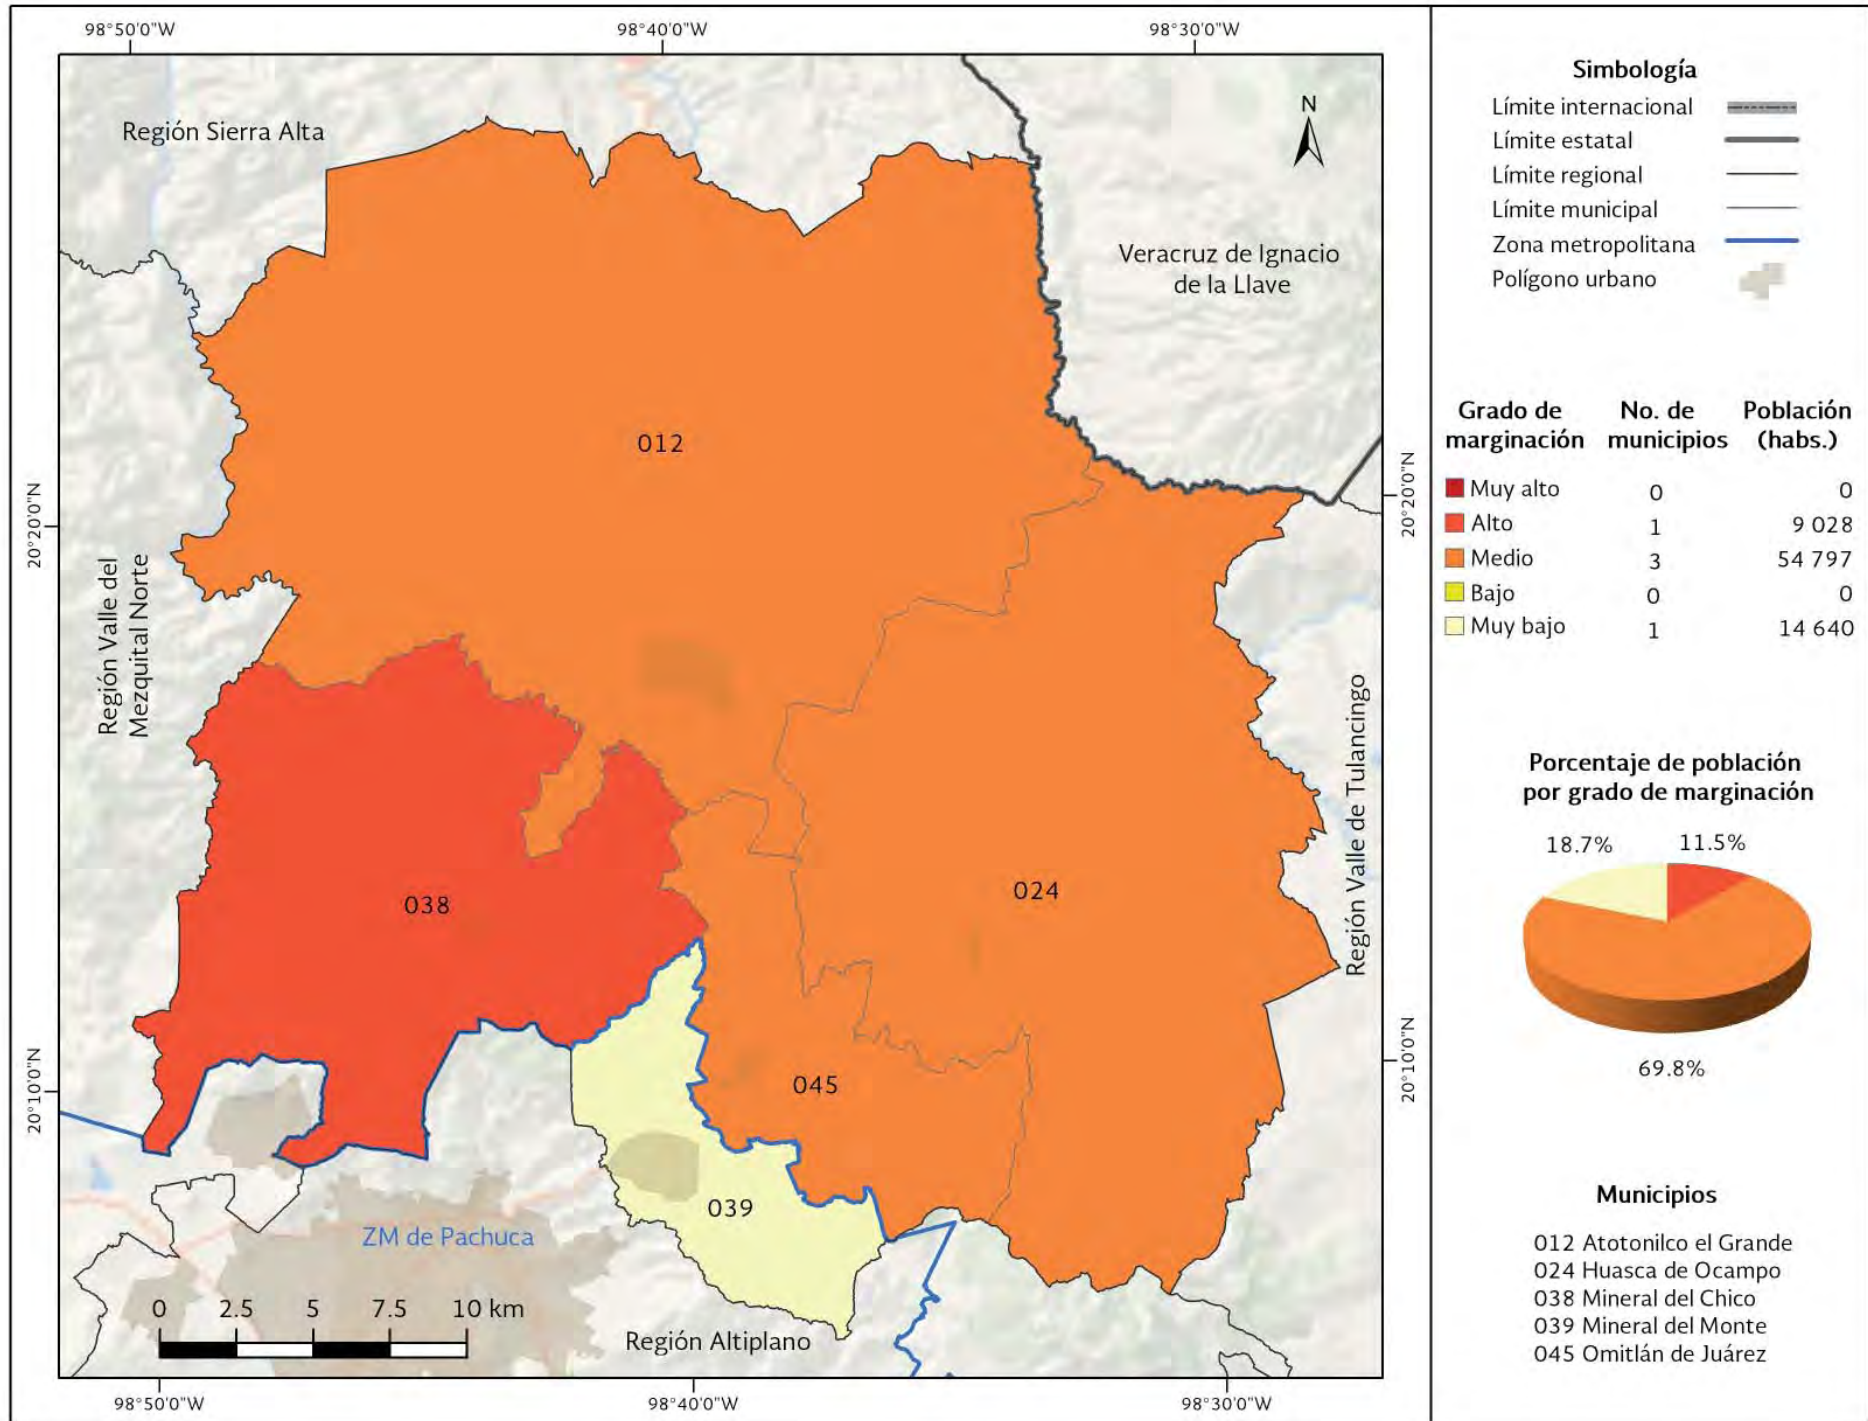 98°50'0"W
98°40'0"W
98°30'0"W
Región Sierra Alta
N
Veracruz de Ignacio
de la Llave
012
20°20'0"N
20°20'0"N
Región Valle del
Mezquital Norte
Región Valle de Tulancingo
038
024
20°10'0"N
20°10'0"N
045
039
ZM de Pachuca
0 2.5 5 7.5 10 km
Región Altiplano
98°50'0"W
98°40'0"W
98°30'0"W
Simbología
Límite internacional
Límite estatal
Límite regional
Límite municipal
Zona metropolitana
Polígono urbano
Grado de marginación No. de municipios Población (habs.)
Muy alto 0 0
Alto 1 9 028
Medio 3 54 797
Bajo 0 0
Muy bajo 1 14 640
Porcentaje de población
por grado de marginación
18.7% 11.5%
69.8%
Municipios
012 Atotonilco el Grande
024 Huasca de Ocampo
038 Mineral del Chico
039 Mineral del Monte
045 Omitlán de Juárez